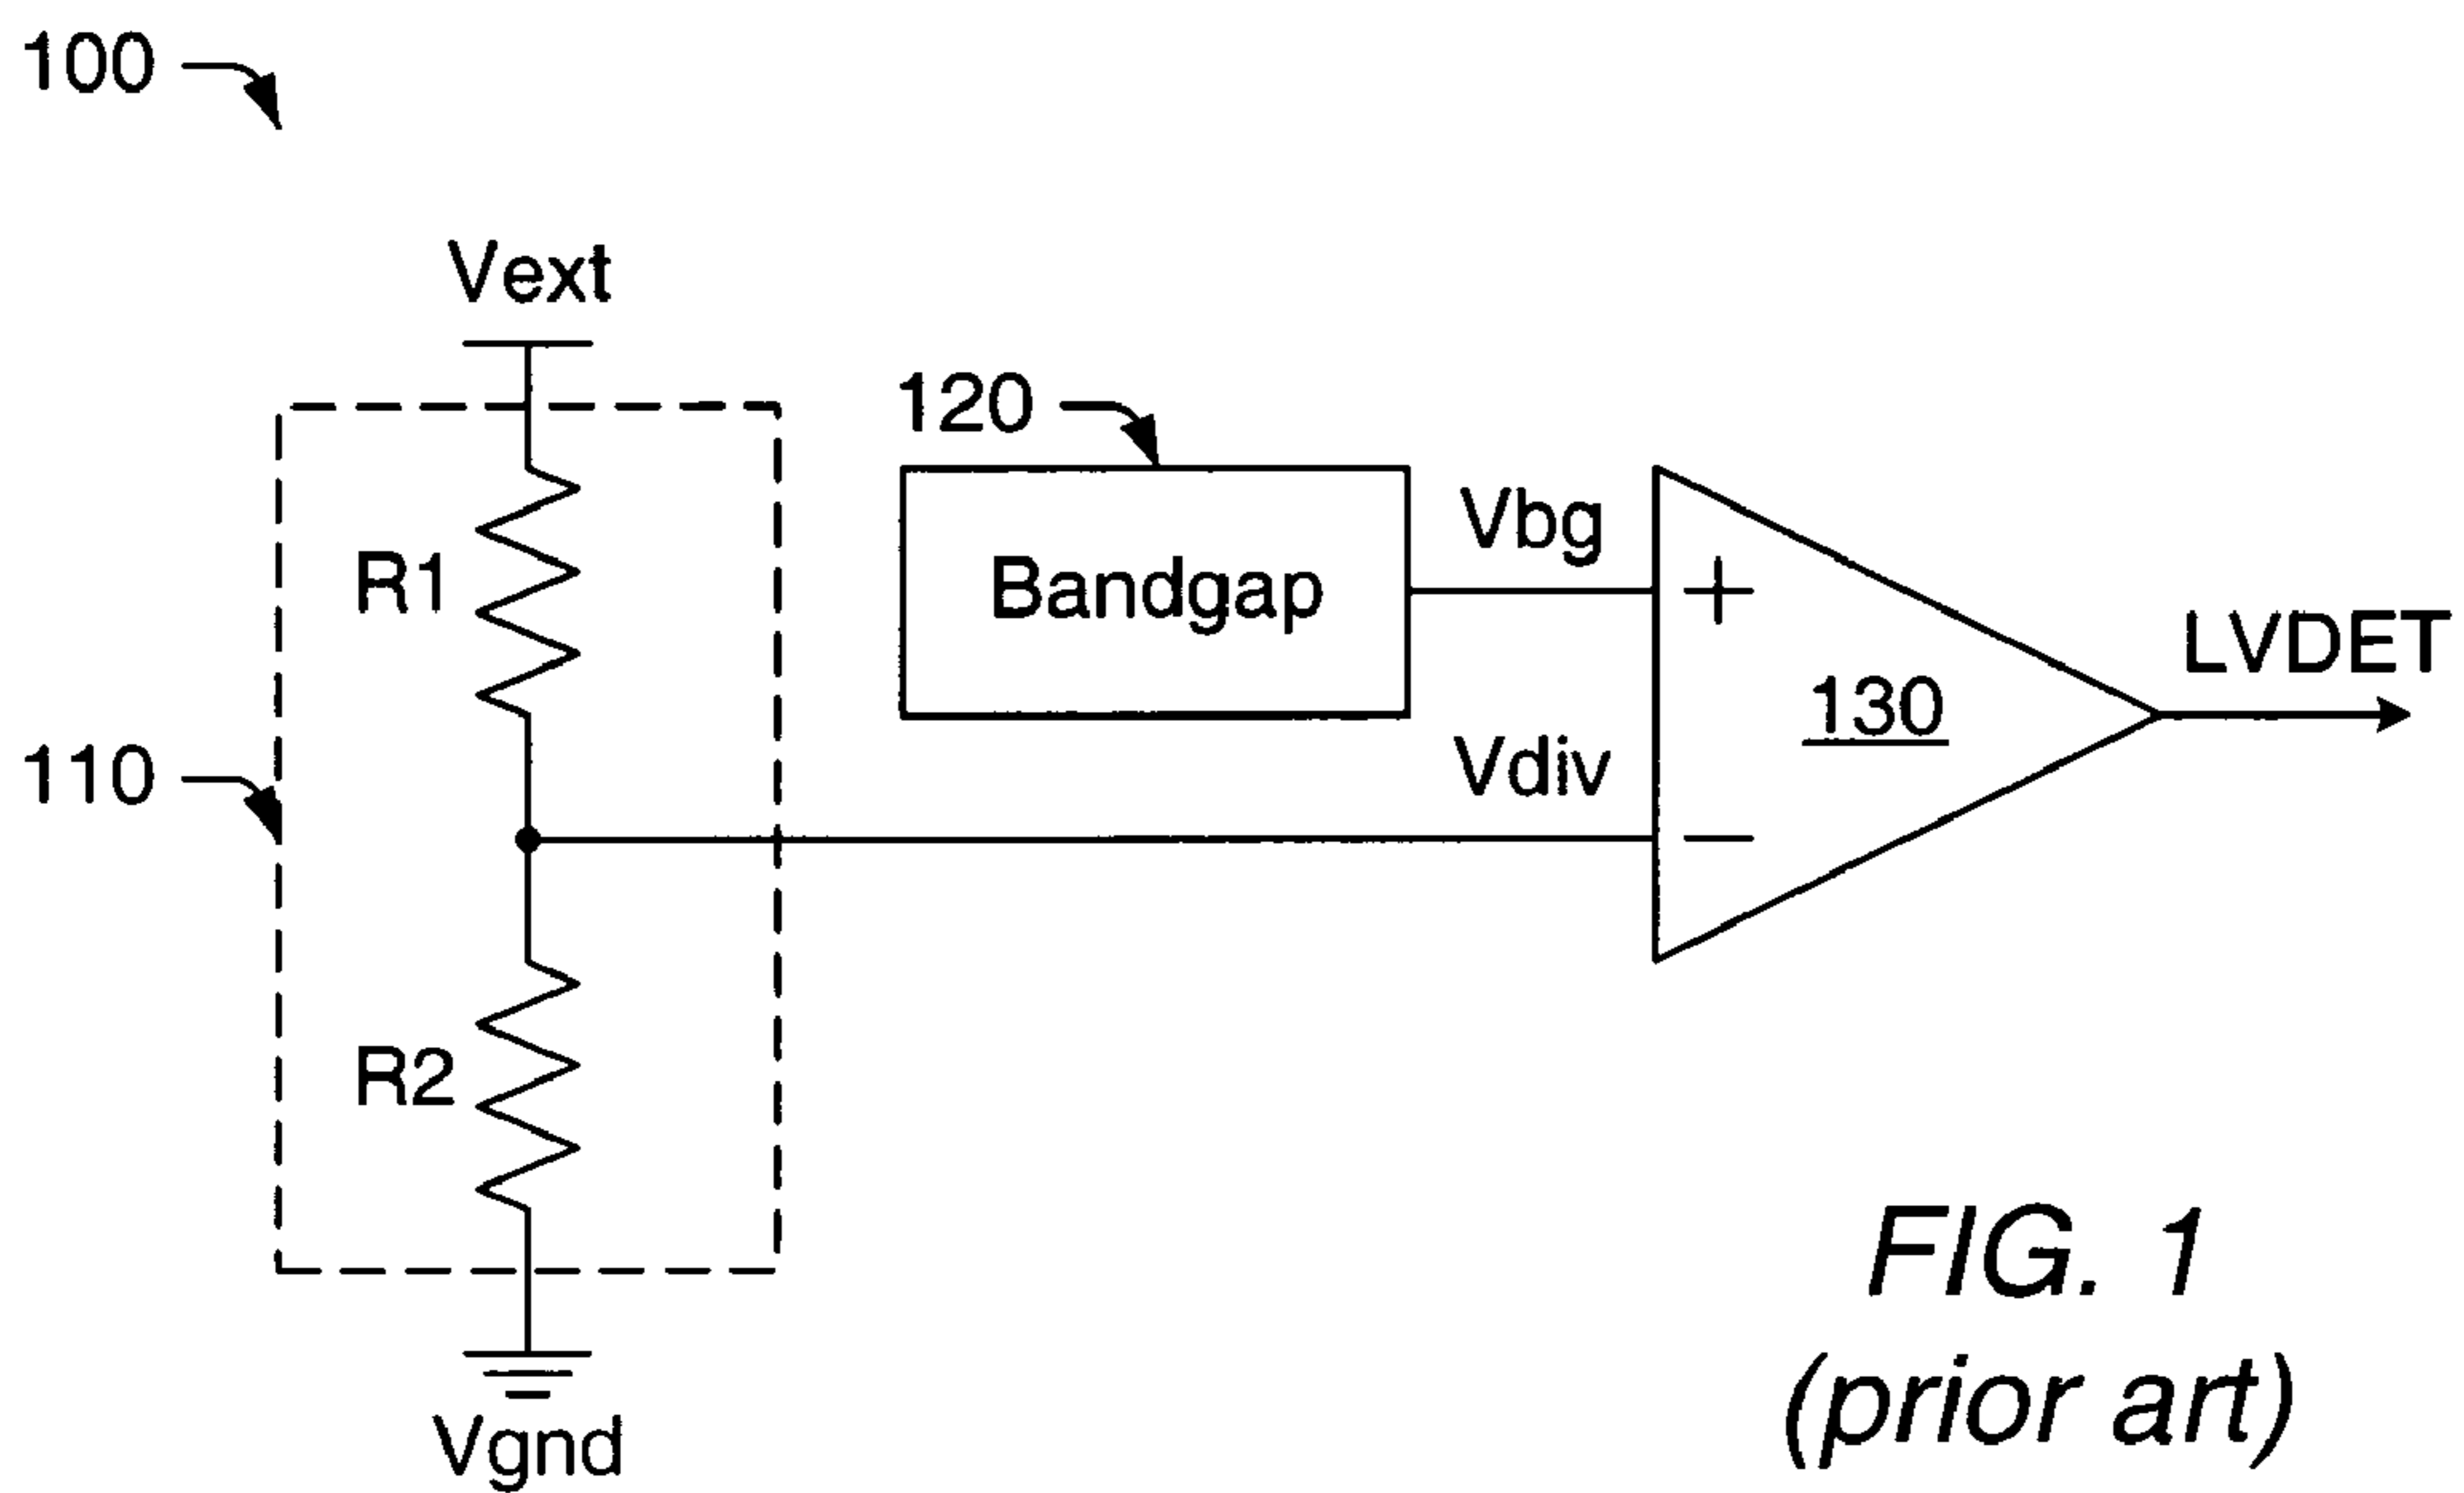 100
Vext
120
Vbg
R1
Bandgap
+
LVDET
130
110
Vdiv
−
R2
FIG. 1
(prior art)
Vgnd